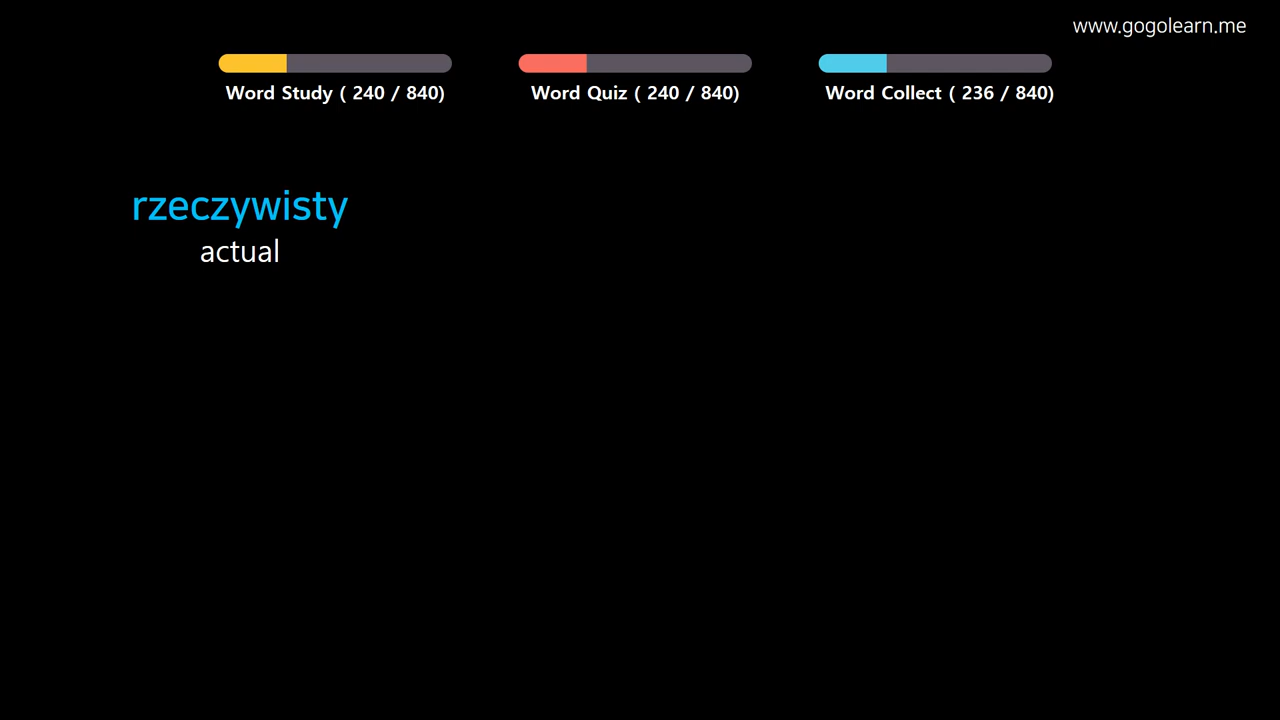 www.gogolearn.me
Word Study ( 240 / 840)
Word Quiz ( 240 / 840)
Word Collect ( 236 / 840)
rzeczywisty
actual